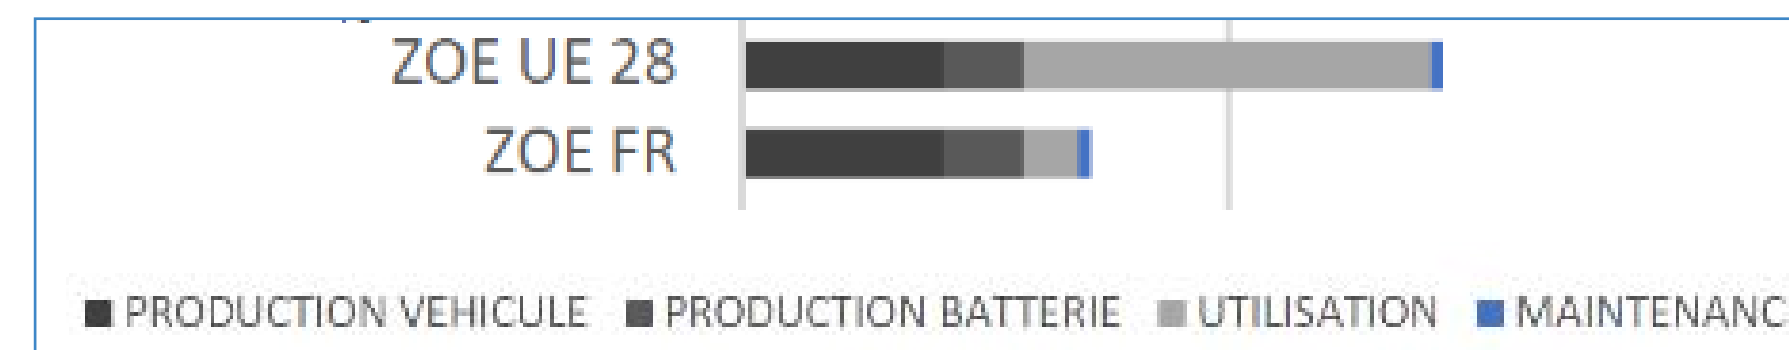 ZOE UE 28
ZOE FR
PRODUCTION VEHICULE PRODUCTION BATTERIE UTILISATION MAINTENANC